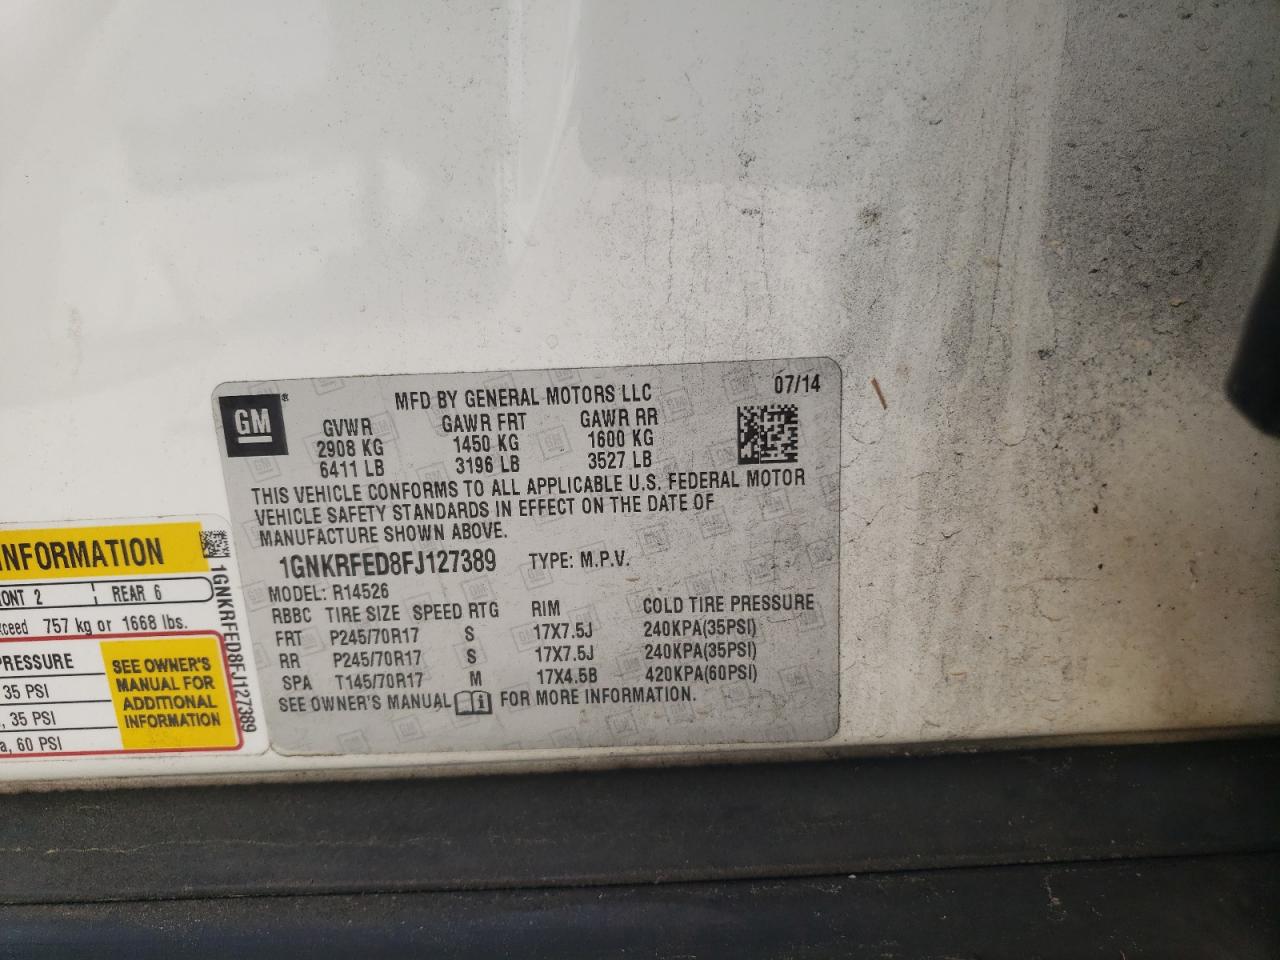 GM ®
MFD BY GENERAL MOTORS LLC 07/14
GVWR GAWR FRT GAWR RR
2908 KG 1450 KG 1600 KG
6411 LB 3196 LB 3527 LB
THIS VEHICLE CONFORMS TO ALL APPLICABLE U.S. FEDERAL MOTOR
VEHICLE SAFETY STANDARDS IN EFFECT ON THE DATE OF
MANUFACTURE SHOWN ABOVE.
1GNKRFED8FJ127389 TYPE: M.P.V.
MODEL: R14526
RBBC TIRE SIZE SPEED RTG RIM COLD TIRE PRESSURE
FRT P245/70R17 S 17X7.5J 240KPA(35PSI)
RR P245/70R17 S 17X7.5J 240KPA(35PSI)
SPA T145/70R17 M 17X4.5B 420KPA(60PSI)
SEE OWNER'S MANUAL FOR MORE INFORMATION.
NFORMATION
ONT 2 REAR 6
xceed 757 kg or 1668 lbs.
PRESSURE
35 PSI
, 35 PSI
a, 60 PSI
SEE OWNER'S
MANUAL FOR
ADDITIONAL
INFORMATION
1GNKRFED8FJ127389